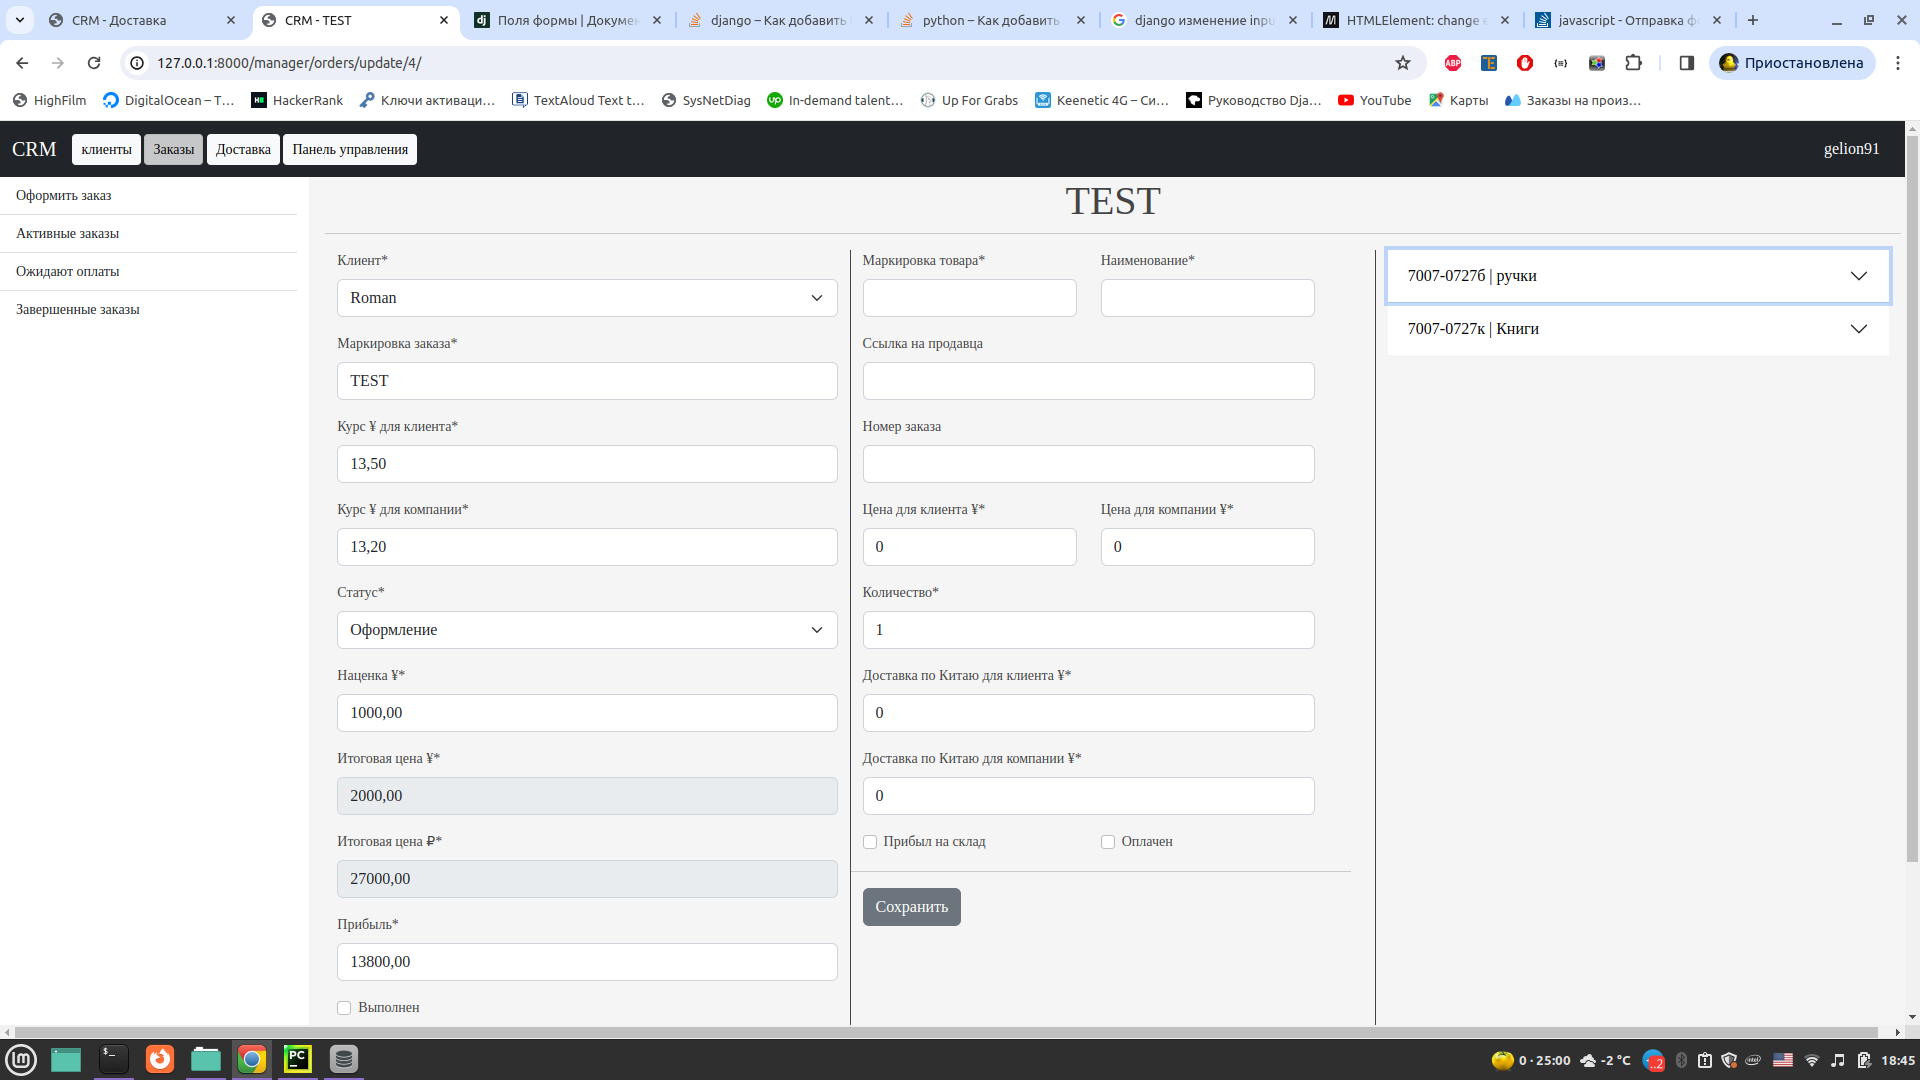 CRM - Доставка
CRM - TEST
Поля формы | Докумен
django – Как добавить
python – Как добавить
django изменение inpu
HTMLElement: change e
javascript - Отправка ф
127.0.0.1:8000/manager/orders/update/4/
Приостановлена
HighFilm
DigitalOcean – Т…
HackerRank
Ключи активаци…
TextAloud Text t…
SysNetDiag
In-demand talent…
Up For Grabs
Keenetic 4G – Си…
Руководство Dja…
YouTube
Карты
Заказы на произ…
CRM
клиенты
Заказы
Доставка
Панель управления
gelion91
Оформить заказ
Активные заказы
Ожидают оплаты
Завершенные заказы
TEST
Клиент*
Roman
Маркировка заказа*
TEST
Курс ¥ для клиента*
13,50
Курс ¥ для компании*
13,20
Статус*
Оформление
Наценка ¥*
1000,00
Итоговая цена ¥*
2000,00
Итоговая цена ₽*
27000,00
Прибыль*
13800,00
Выполнен
Маркировка товара*
Наименование*
Ссылка на продавца
Номер заказа
Цена для клиента ¥*
Цена для компании ¥*
0
0
Количество*
1
Доставка по Китаю для клиента ¥*
0
Доставка по Китаю для компании ¥*
0
Прибыл на склад
Оплачен
Сохранить
7007-0727б | ручки
7007-0727к | Книги
0 · 25:00
-2 °C
18:45